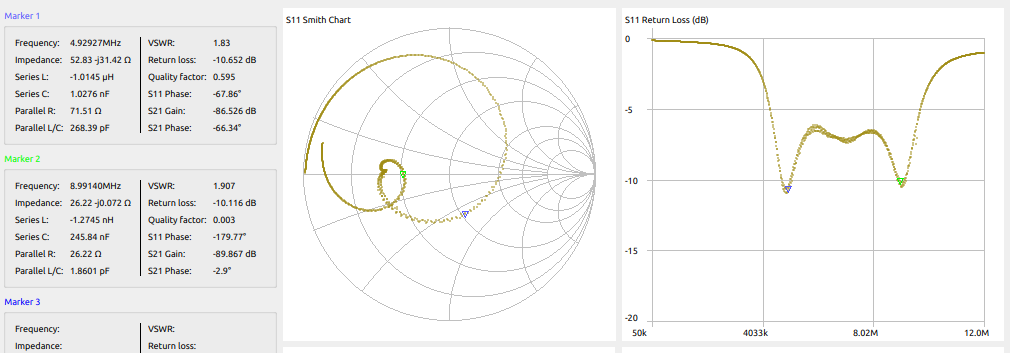 Marker 1
Frequency: 4.92927MHz VSWR: 1.83
Impedance: 52.83 -j31.42 Ω Return loss: -10.652 dB
Series L: -1.0145 μH Quality factor: 0.595
Series C: 1.0276 nF S11 Phase: -67.86°
Parallel R: 71.51 Ω S21 Gain: -86.526 dB
Parallel L/C: 268.39 pF S21 Phase: -66.34°
Marker 2
Frequency: 8.99140MHz VSWR: 1.907
Impedance: 26.22 -j0.072 Ω Return loss: -10.116 dB
Series L: -1.2745 nH Quality factor: 0.003
Series C: 245.84 nF S11 Phase: -179.77°
Parallel R: 26.22 Ω S21 Gain: -89.867 dB
Parallel L/C: 1.8601 pF S21 Phase: -2.9°
Marker 3
Frequency: VSWR:
Impedance: Return loss:
S11 Smith Chart
S11 Return Loss (dB)
0
-5
-10
-15
-20
50k 4033k 8.02M 12.0M